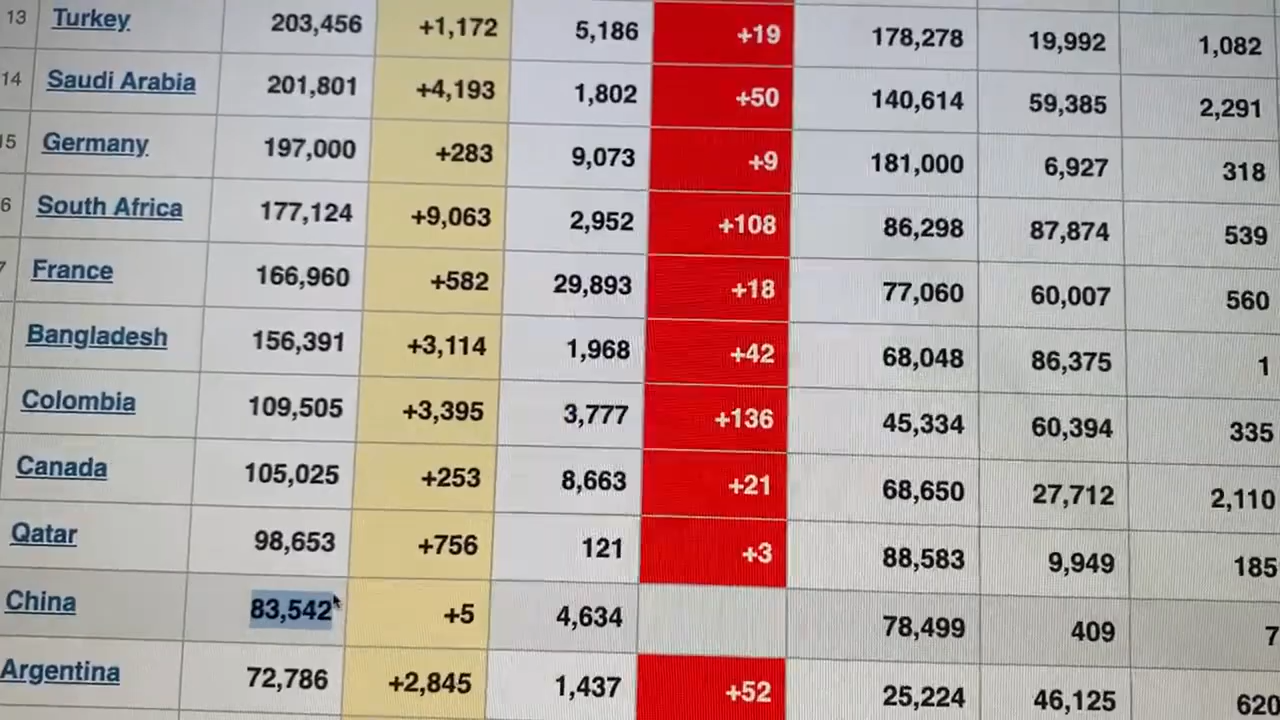 13 Turkey 203,456 +1,172 5,186 +19 178,278 19,992 1,082
14 Saudi Arabia 201,801 +4,193 1,802 +50 140,614 59,385 2,291
15 Germany 197,000 +283 9,073 +9 181,000 6,927 318
6 South Africa 177,124 +9,063 2,952 +108 86,298 87,874 539
7 France 166,960 +582 29,893 +18 77,060 60,007 560
Bangladesh 156,391 +3,114 1,968 +42 68,048 86,375 1
Colombia 109,505 +3,395 3,777 +136 45,334 60,394 335
Canada 105,025 +253 8,663 +21 68,650 27,712 2,110
Qatar 98,653 +756 121 +3 88,583 9,949 185
China 83,542 +5 4,634 78,499 409 7
Argentina 72,786 +2,845 1,437 +52 25,224 46,125 620